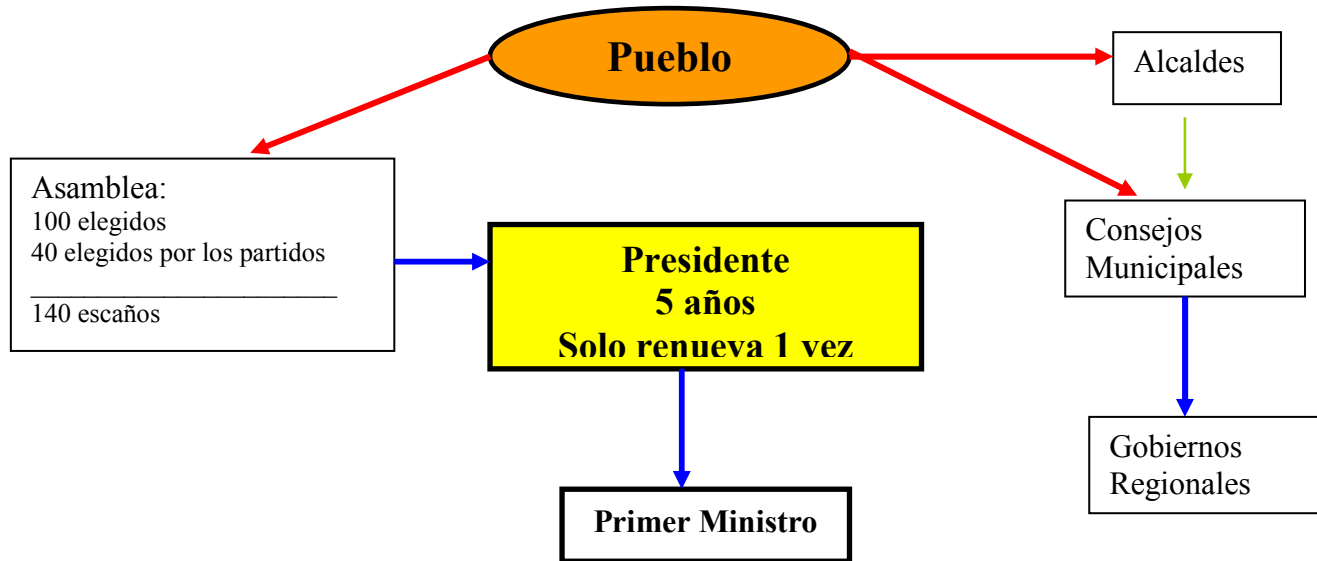 Pueblo
Alcaldes
Asamblea:
100 elegidos
40 elegidos por los partidos
140 escaños
Presidente
5 años
Solo renueva 1 vez
Consejos
Municipales
Gobiernos
Regionales
Primer Ministro